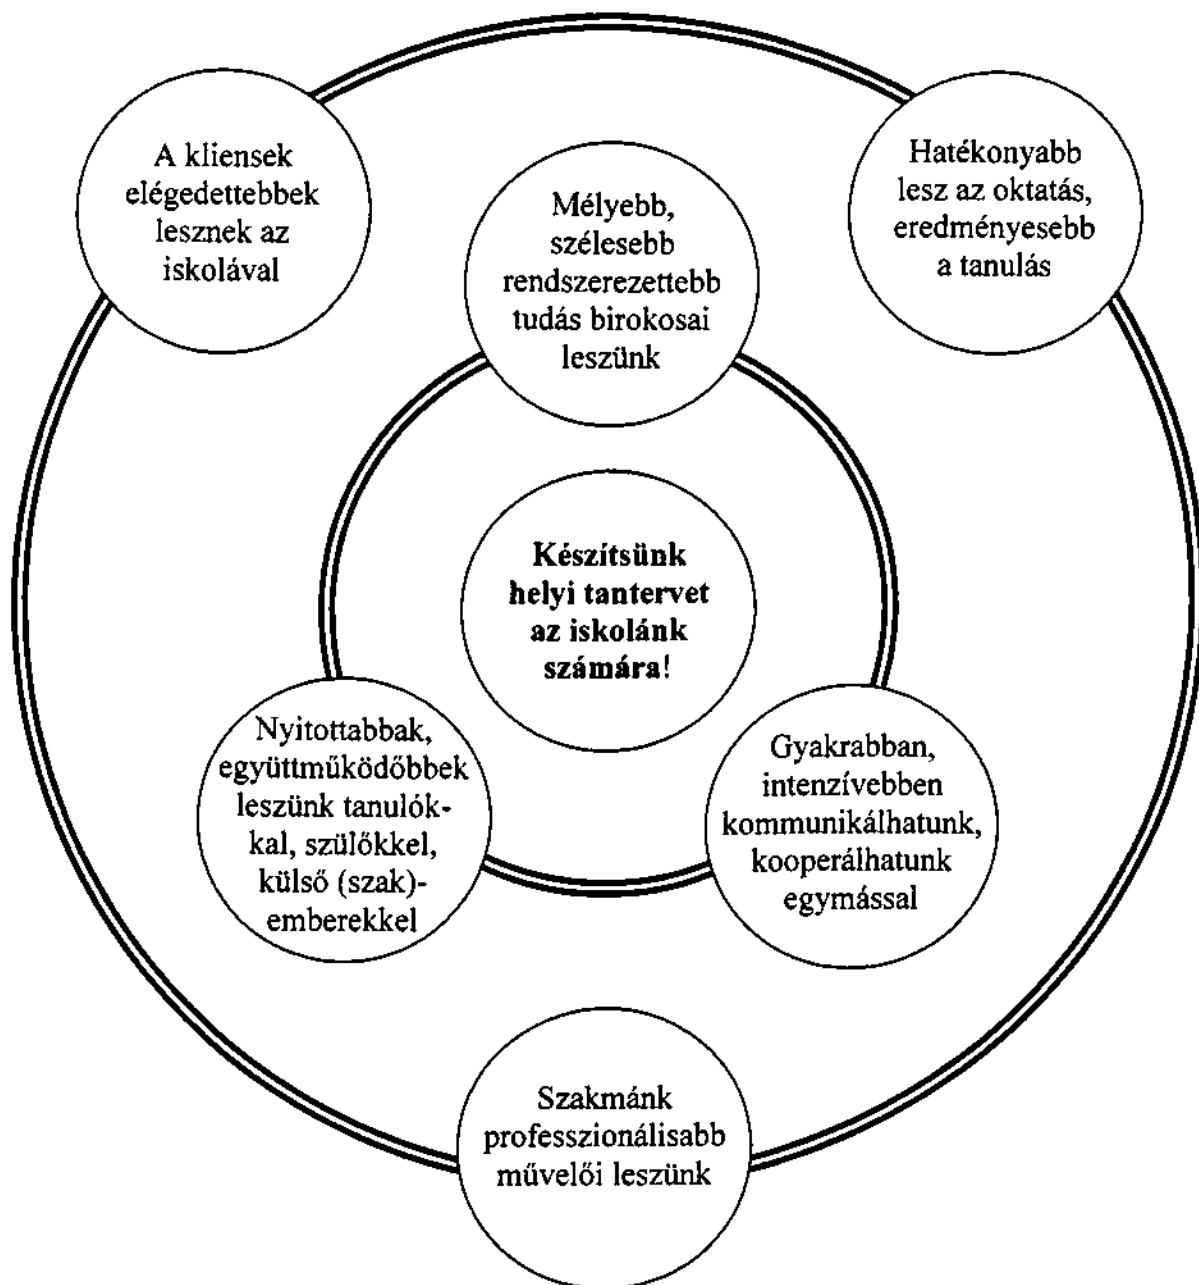 A kliensek
elégedettebbek
lesznek az
iskolával
Hatékonyabb
lesz az oktatás,
eredményesebb
a tanulás
Mélyebb,
szélesebb
rendszerezettebb
tudás birokosai
leszünk
Készítsünk
helyi tantervet
az iskolánk
számára!
Nyitottabbak,
együttműködőbbek
leszünk tanulók-
kal, szülőkkel,
külső (szak)-
emberekkel
Gyakrabban,
intenzívebben
kommunikálhatunk,
kooperálhatunk
egymással
Szakmánk
professzionálisabb
művelői leszünk